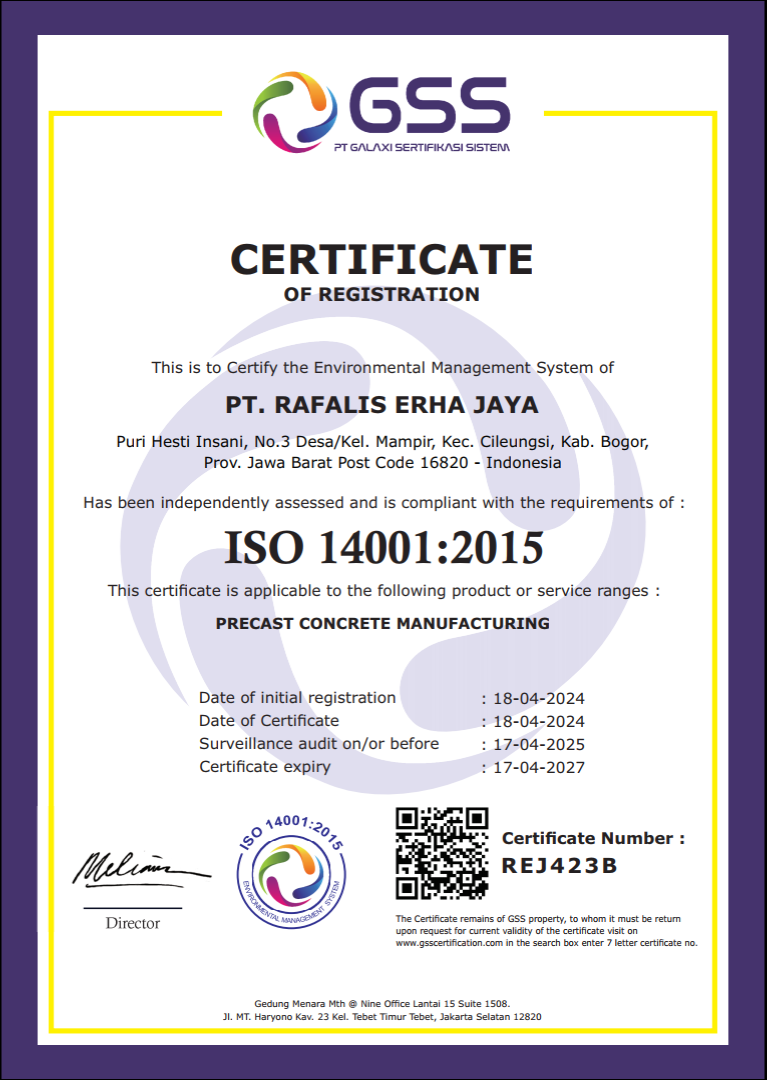 GSS
PT GALAXI SERTIFIKASI SISTEM
CERTIFICATE
OF REGISTRATION
This is to Certify the Environmental Management System of
PT. RAFALIS ERHA JAYA
Puri Hesti Insani, No.3 Desa/Kel. Mampir, Kec. Cileungsi, Kab. Bogor,
Prov. Jawa Barat Post Code 16820 - Indonesia
Has been independently assessed and is compliant with the requirements of :
ISO 14001:2015
This certificate is applicable to the following product or service ranges :
PRECAST CONCRETE MANUFACTURING
Date of initial registration : 18-04-2024
Date of Certificate : 18-04-2024
Surveillance audit on/or before : 17-04-2025
Certificate expiry : 17-04-2027
Director
ISO 14001:2015
ENVIRONMENTAL MANAGEMENT SYSTEM
Certificate Number :
REJ423B
The Certificate remains of GSS property, to whom it must be return
upon request for current validity of the certificate visit on
www.gsscertification.com in the search box enter 7 letter certificate no.
Gedung Menara Mth @ Nine Office Lantai 15 Suite 1508.
Jl. MT. Haryono Kav. 23 Kel. Tebet Timur Tebet, Jakarta Selatan 12820